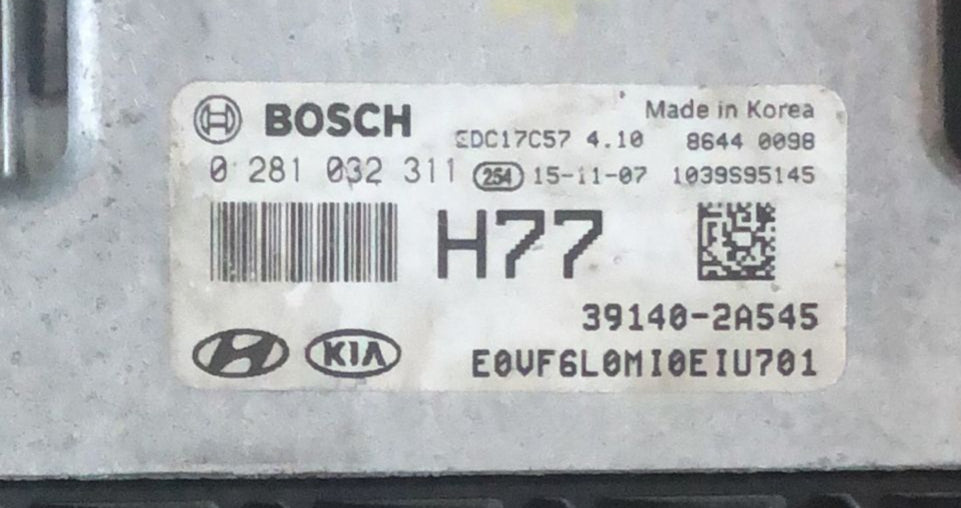 BOSCH
Made in Korea
EDC17C57 4.10
8644 0098
0 281 032 311
254
15-11-07
1039S95145
H77
39140-2A545
KIA
E0VF6L0MI0EIU701